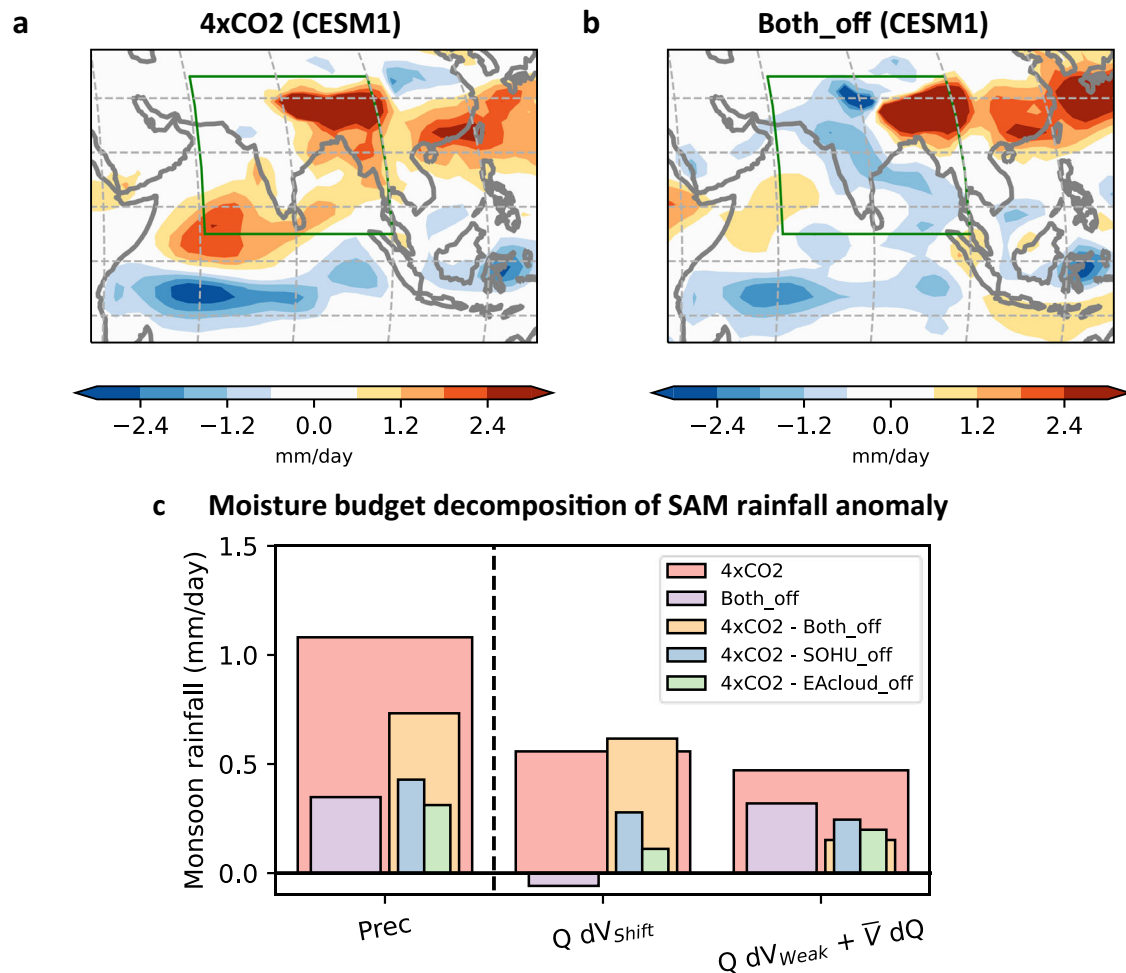 a 4xCO2 (CESM1)
b Both_off (CESM1)
−2.4 −1.2 0.0 1.2 2.4
mm/day
−2.4 −1.2 0.0 1.2 2.4
mm/day
c Moisture budget decomposition of SAM rainfall anomaly
Monsoon rainfall (mm/day)
1.5
1.0
0.5
0.0
4xCO2
Both_off
4xCO2 - Both_off
4xCO2 - SOHU_off
4xCO2 - EAcloud_off
Prec
Q dV_Shift
Q dV_Weak + V̅ dQ